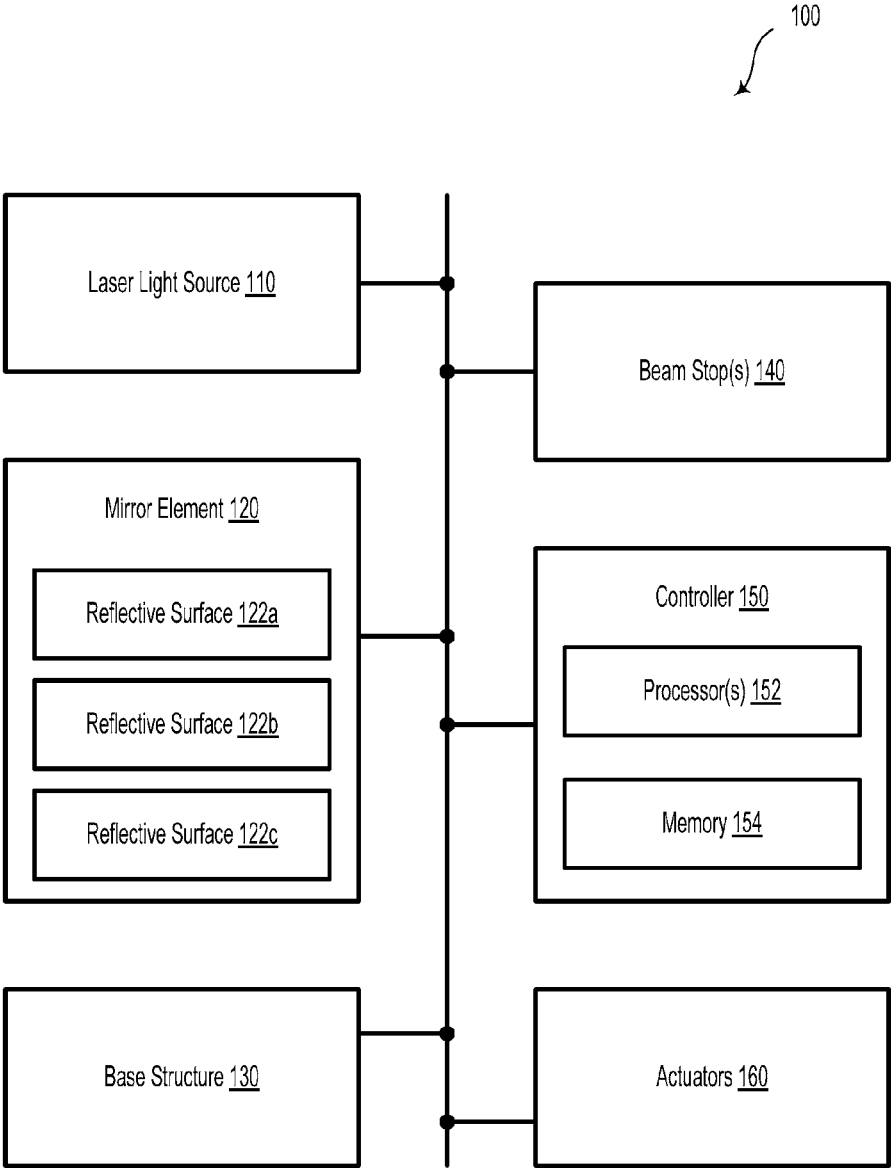 100
Laser Light Source 110
Beam Stop(s) 140
Mirror Element 120
Reflective Surface 122a
Reflective Surface 122b
Reflective Surface 122c
Controller 150
Processor(s) 152
Memory 154
Base Structure 130
Actuators 160